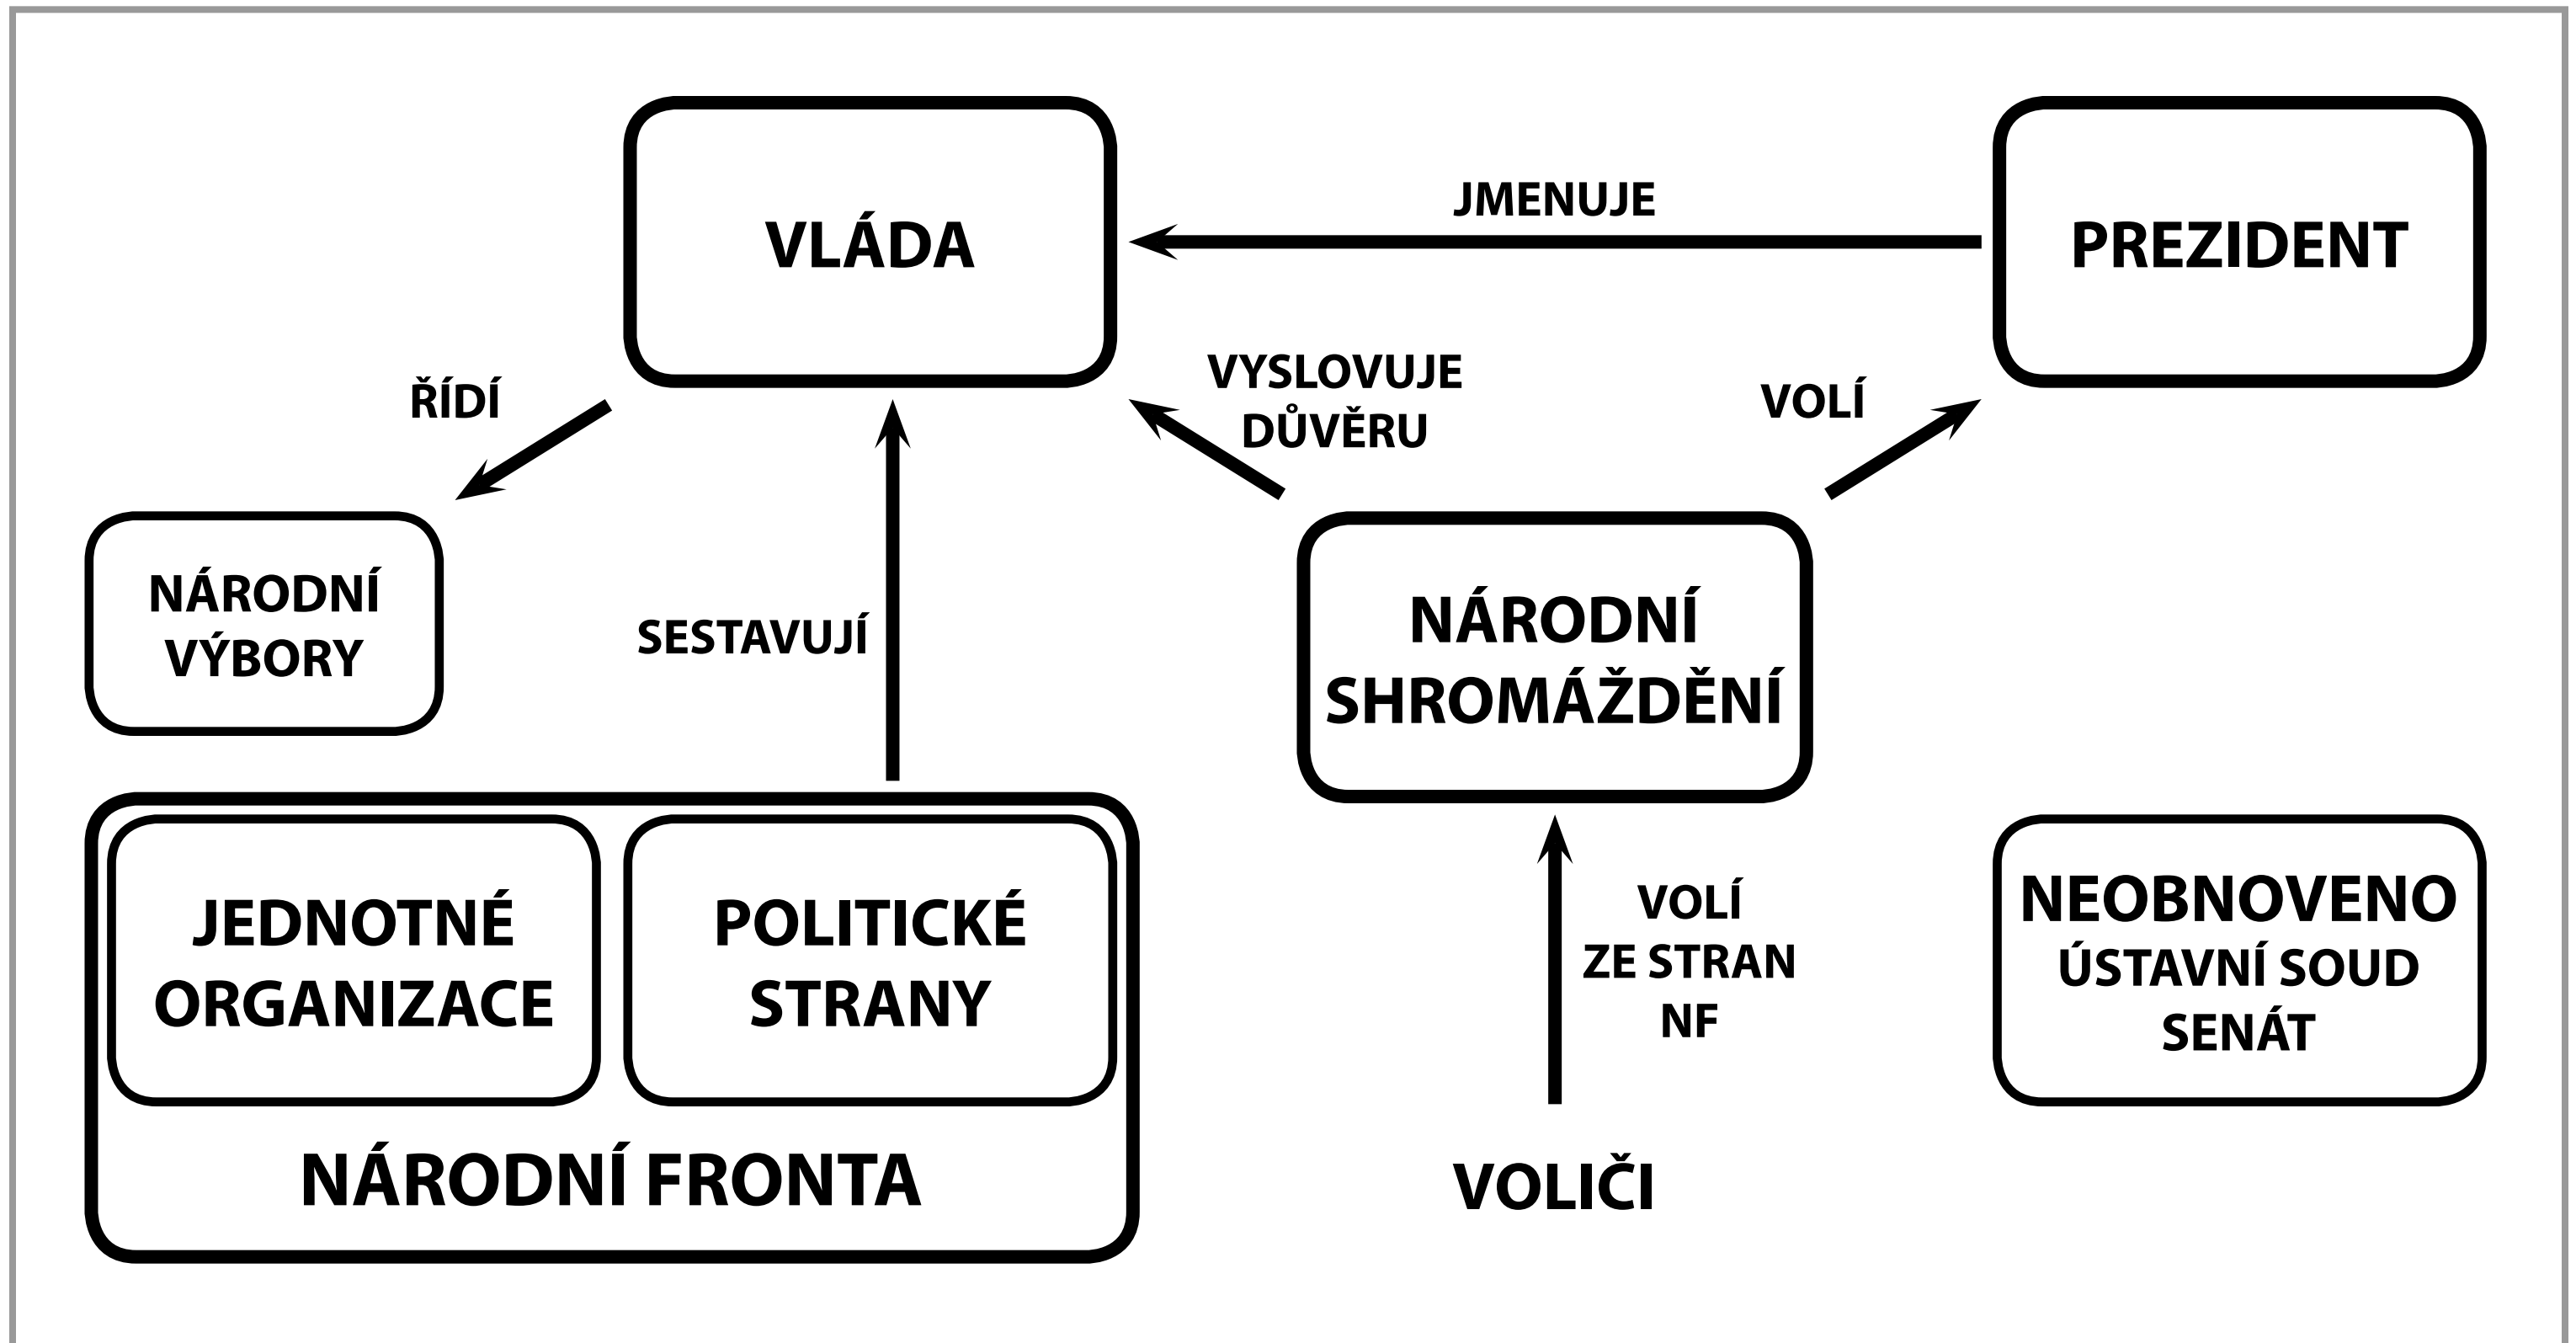 VLÁDA
JMENUJE
PREZIDENT
ŘÍDÍ
VYSLOVUJE
DŮVĚRU
VOLÍ
NÁRODNÍ
VÝBORY
SESTAVUJÍ
NÁRODNÍ
SHROMÁŽDĚNÍ
JEDNOTNÉ
ORGANIZACE
POLITICKÉ
STRANY
NÁRODNÍ FRONTA
VOLÍ
ZE STRAN
NF
VOLIČI
NEOBNOVENO
ÚSTAVNÍ SOUD
SENÁT